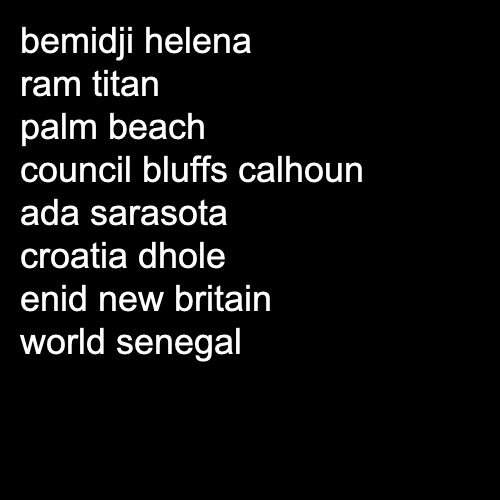 bemidji helena
ram titan
palm beach
council bluffs calhoun
ada sarasota
croatia dhole
enid new britain
world senegal